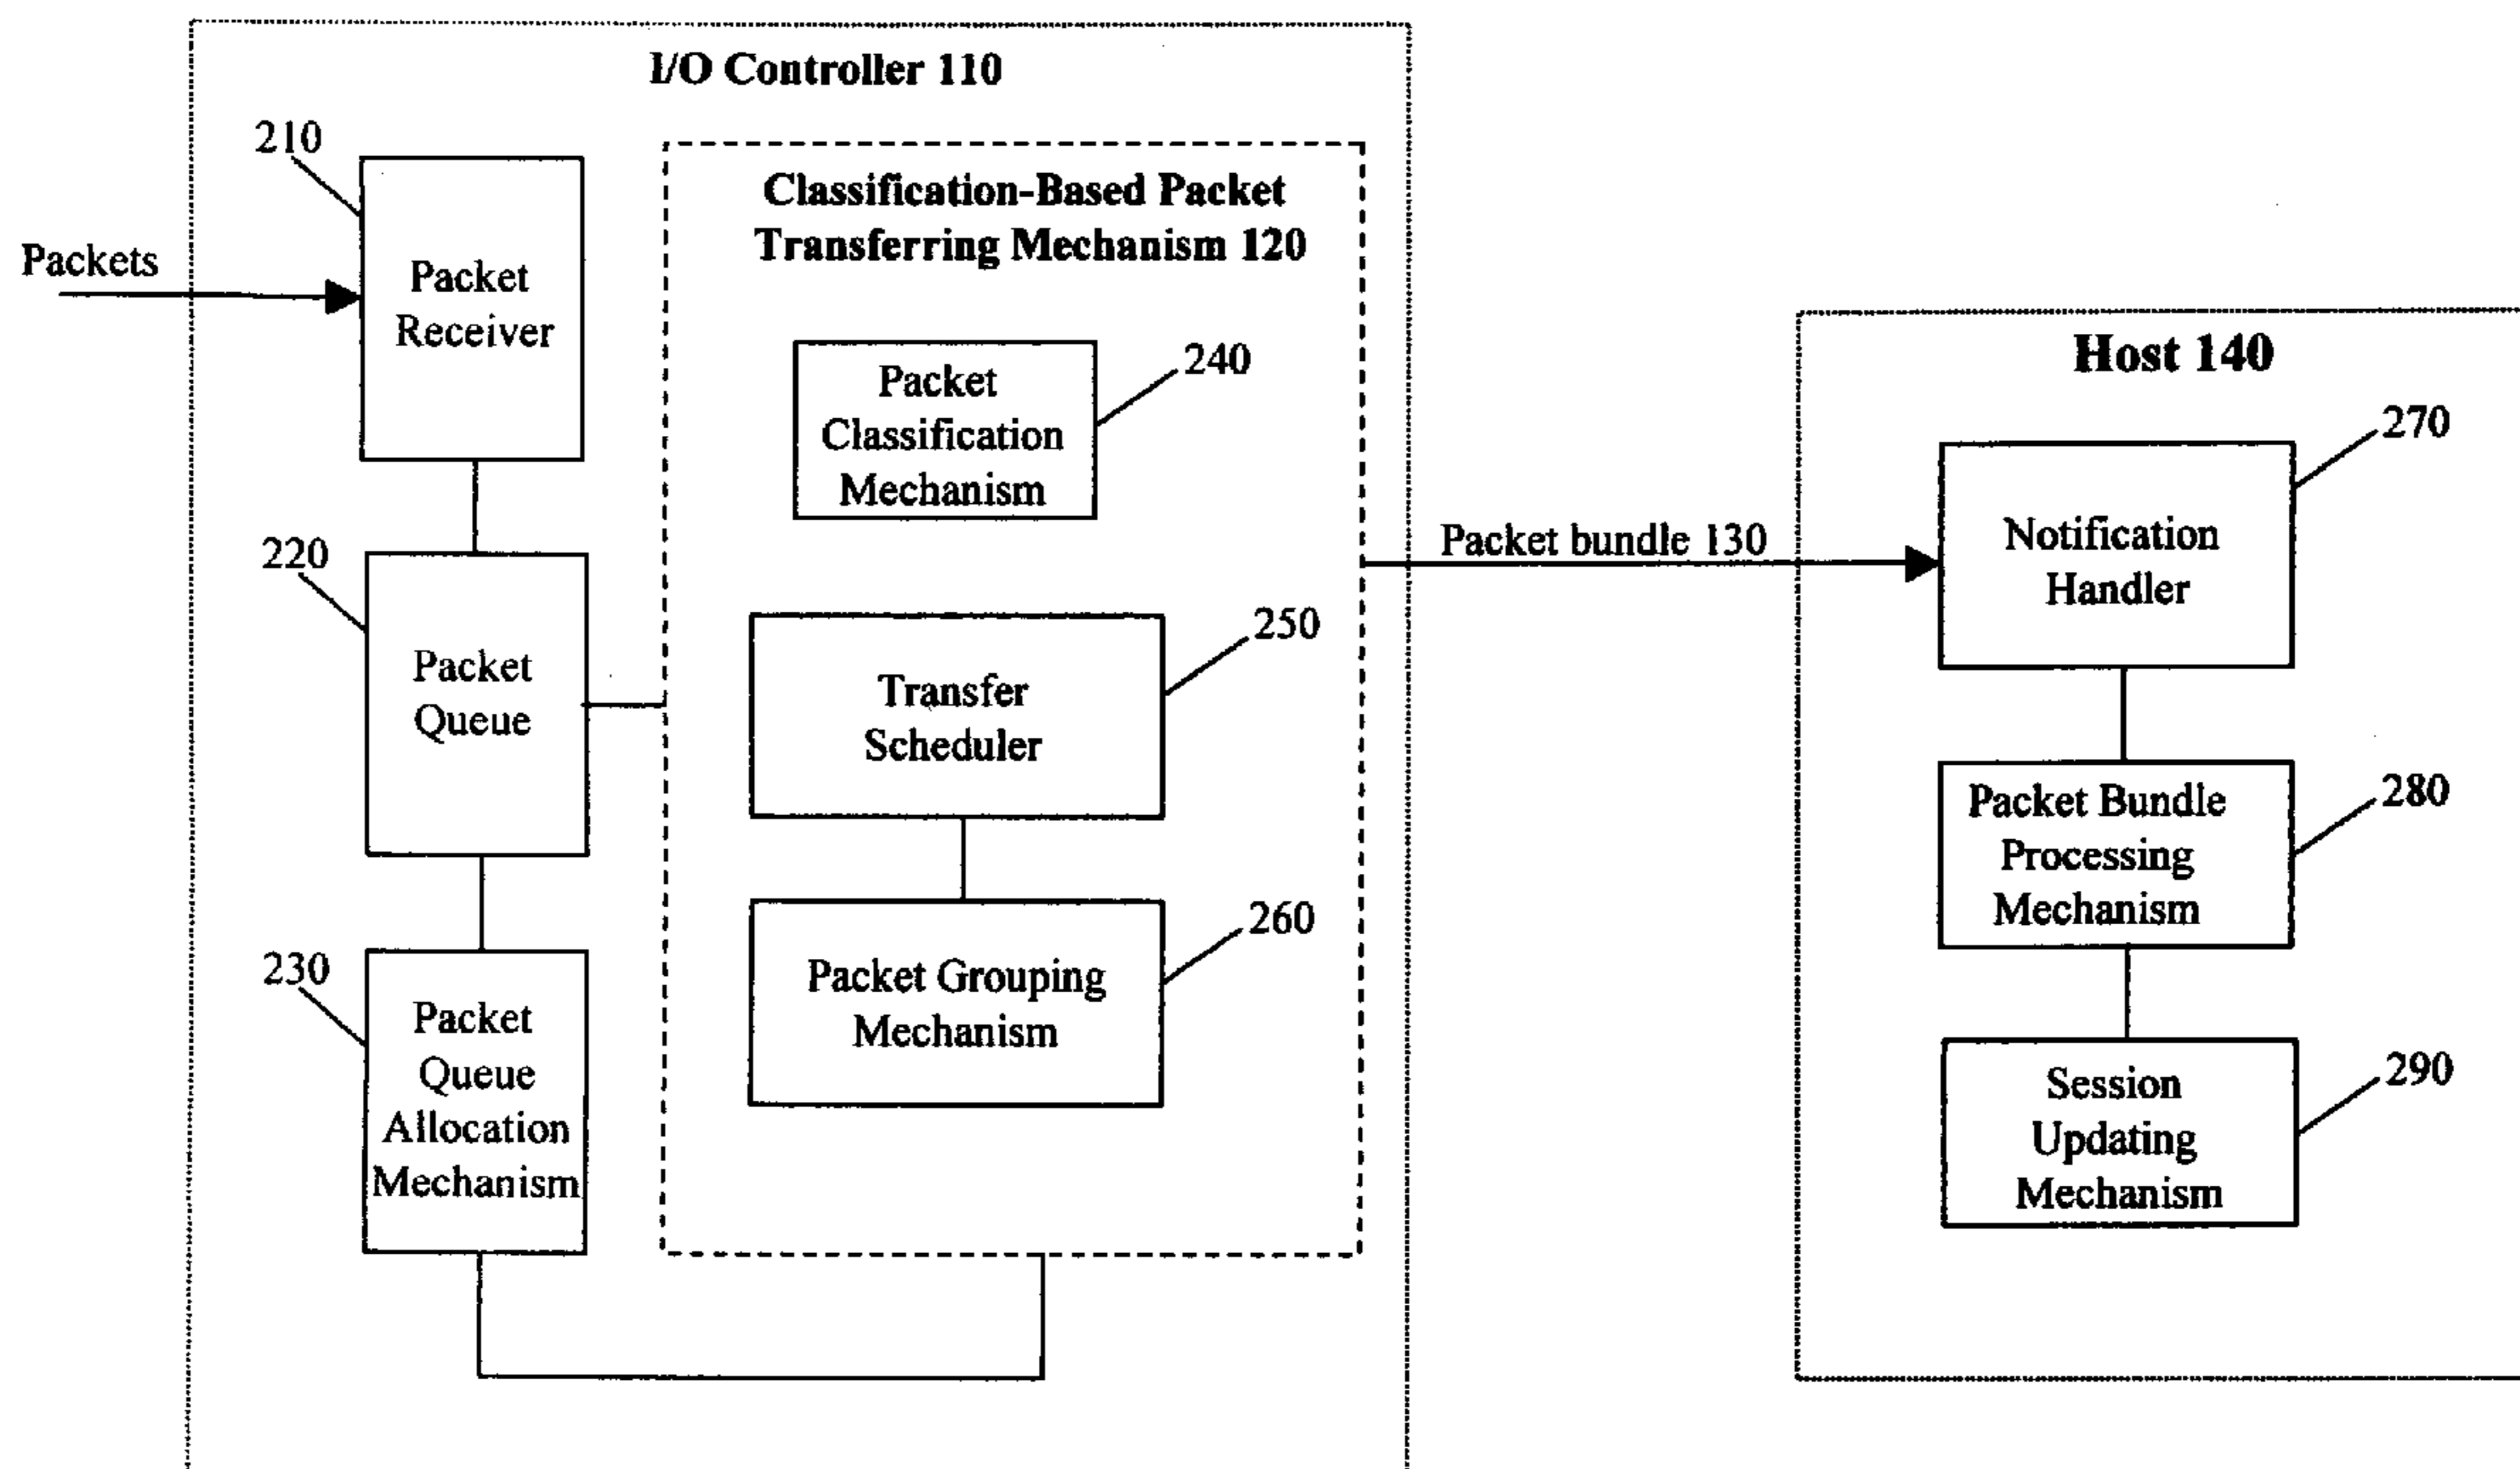 I/O Controller 110
210
Packets
Packet
Receiver
220
Packet
Queue
230
Packet
Queue
Allocation
Mechanism
Classification-Based Packet
Transferring Mechanism 120
Packet
Classification
Mechanism
240
Transfer
Scheduler
250
Packet Grouping
Mechanism
260
Packet bundle 130
Host 140
270
Notification
Handler
Packet Bundle
Processing
Mechanism
280
Session
Updating
Mechanism
290